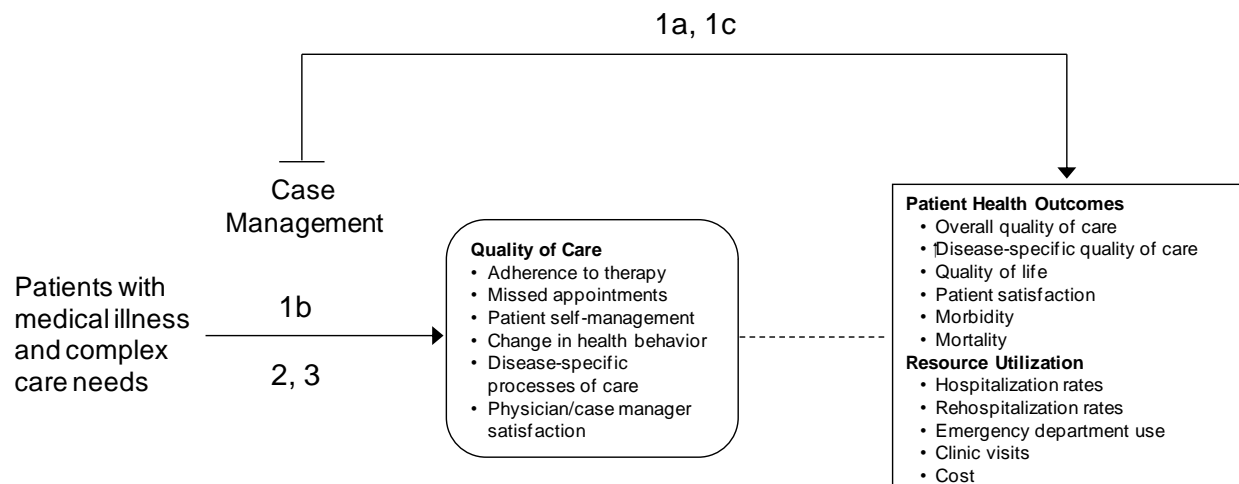 1a, 1c
Case
Management
Patients with
medical illness
and complex
care needs
1b
2, 3
Quality of Care
• Adherence to therapy
• Missed appointments
• Patient self-management
• Change in health behavior
• Disease-specific
processes of care
• Physician/case manager
satisfaction
Patient Health Outcomes
• Overall quality of care
• Disease-specific quality of care
• Quality of life
• Patient satisfaction
• Morbidity
• Mortality
Resource Utilization
• Hospitalization rates
• Rehospitalization rates
• Emergency department use
• Clinic visits
• Cost